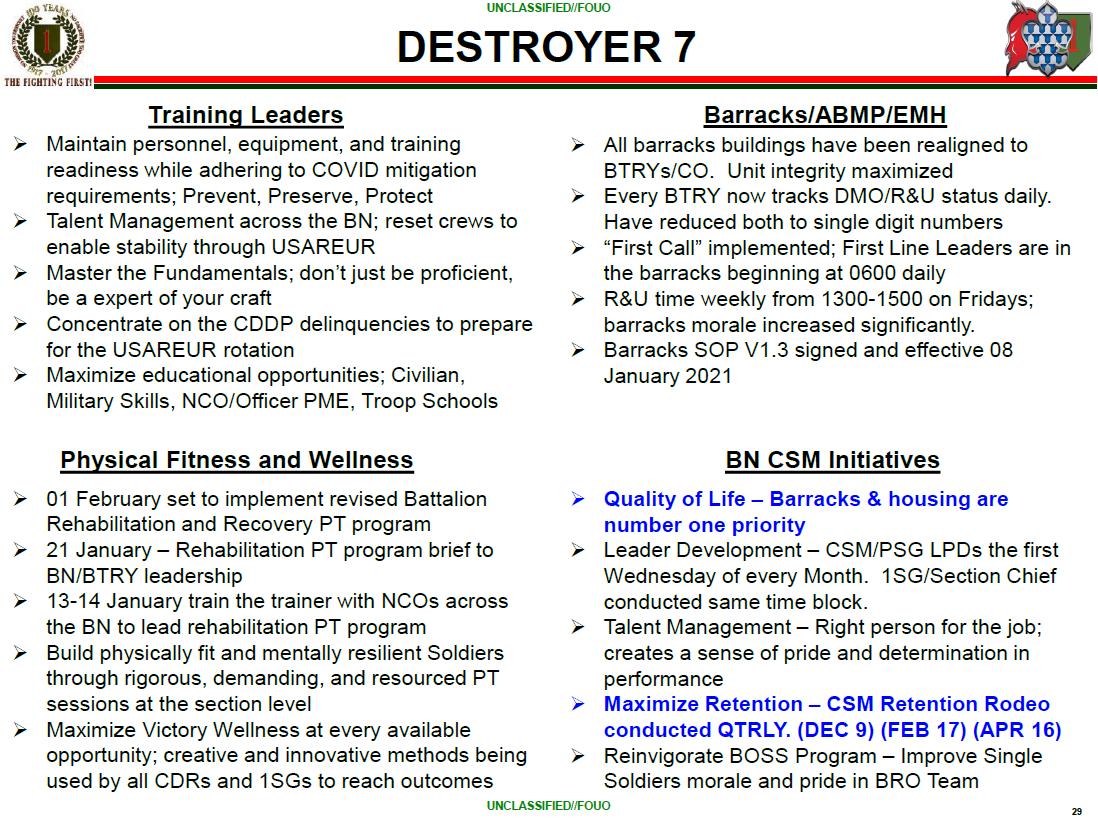 UNCLASSIFIED//FOUO
100 YEARS
1
1917 - 2017
THE FIGHTING FIRST!
DESTROYER 7
1
Training Leaders
Maintain personnel, equipment, and training
readiness while adhering to COVID mitigation
requirements; Prevent, Preserve, Protect
Talent Management across the BN; reset crews to
enable stability through USAREUR
Master the Fundamentals; don’t just be proficient,
be a expert of your craft
Concentrate on the CDDP delinquencies to prepare
for the USAREUR rotation
Maximize educational opportunities; Civilian,
Military Skills, NCO/Officer PME, Troop Schools
Barracks/ABMP/EMH
All barracks buildings have been realigned to
BTRYs/CO.  Unit integrity maximized
Every BTRY now tracks DMO/R&U status daily.
Have reduced both to single digit numbers
“First Call” implemented; First Line Leaders are in
the barracks beginning at 0600 daily
R&U time weekly from 1300-1500 on Fridays;
barracks morale increased significantly.
Barracks SOP V1.3 signed and effective 08
January 2021
Physical Fitness and Wellness
01 February set to implement revised Battalion
Rehabilitation and Recovery PT program
21 January – Rehabilitation PT program brief to
BN/BTRY leadership
13-14 January train the trainer with NCOs across
the BN to lead rehabilitation PT program
Build physically fit and mentally resilient Soldiers
through rigorous, demanding, and resourced PT
sessions at the section level
Maximize Victory Wellness at every available
opportunity; creative and innovative methods being
used by all CDRs and 1SGs to reach outcomes
BN CSM Initiatives
Quality of Life – Barracks & housing are
number one priority
Leader Development – CSM/PSG LPDs the first
Wednesday of every Month.  1SG/Section Chief
conducted same time block.
Talent Management – Right person for the job;
creates a sense of pride and determination in
performance
Maximize Retention – CSM Retention Rodeo
conducted QTRLY. (DEC 9) (FEB 17) (APR 16)
Reinvigorate BOSS Program – Improve Single
Soldiers morale and pride in BRO Team
UNCLASSIFIED//FOUO
29